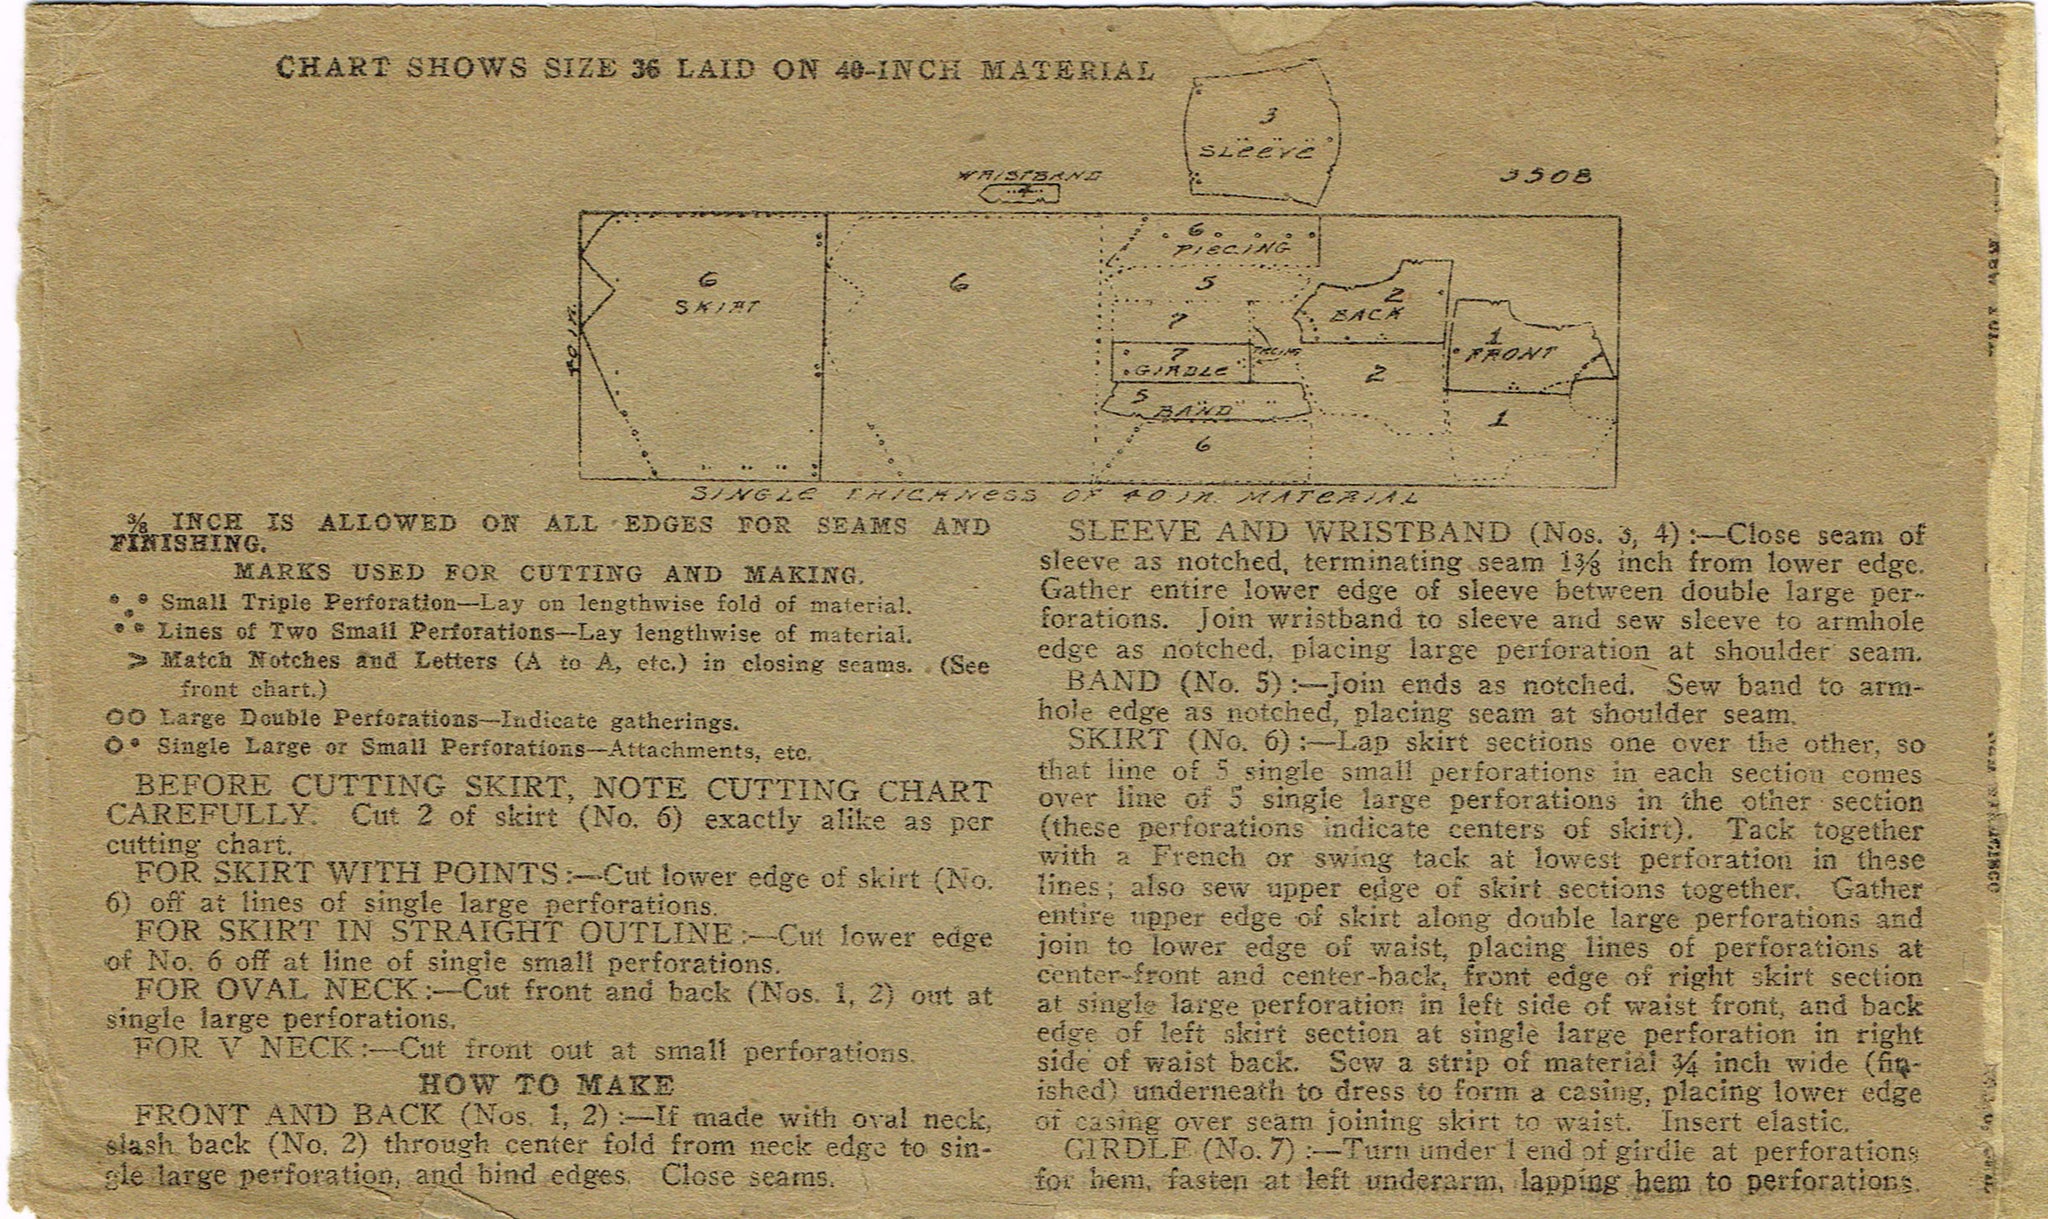 CHART SHOWS SIZE 36 LAID ON 40-INCH MATERIAL
3
SLEEVE
WRISTBAND
4
3508
6
PIECING
6
SKIRT
6
5
2
BACK
7
1
FRONT
7
GIRDLE
2
5
BAND
1
6
SINGLE THICKNESS OF 40 IN. MATERIAL
3/8 INCH IS ALLOWED ON ALL EDGES FOR SEAMS AND
FINISHING.
MARKS USED FOR CUTTING AND MAKING.
Small Triple Perforation—Lay on lengthwise fold of material.
Lines of Two Small Perforations—Lay lengthwise of material.
> Match Notches and Letters (A to A, etc.) in closing seams. (See
front chart.)
Large Double Perforations—Indicate gatherings.
Single Large or Small Perforations—Attachments, etc.
BEFORE CUTTING SKIRT, NOTE CUTTING CHART
CAREFULLY. Cut 2 of skirt (No. 6) exactly alike as per
cutting chart.
FOR SKIRT WITH POINTS:—Cut lower edge of skirt (No.
6) off at lines of single large perforations.
FOR SKIRT IN STRAIGHT OUTLINE:—Cut lower edge
of No. 6 off at line of single small perforations.
FOR OVAL NECK:—Cut front and back (Nos. 1, 2) out at
single large perforations.
FOR V NECK:—Cut front out at small perforations.
HOW TO MAKE
FRONT AND BACK (Nos. 1, 2):—If made with oval neck,
slash back (No. 2) through center fold from neck edge to sin-
gle large perforation, and bind edges. Close seams.
SLEEVE AND WRISTBAND (Nos. 3, 4):—Close seam of
sleeve as notched, terminating seam 1 3/8 inch from lower edge.
Gather entire lower edge of sleeve between double large per-
forations. Join wristband to sleeve and sew sleeve to armhole
edge as notched, placing large perforation at shoulder seam.
BAND (No. 5):—Join ends as notched. Sew band to arm-
hole edge as notched, placing seam at shoulder seam.
SKIRT (No. 6):—Lap skirt sections one over the other, so
that line of 5 single small perforations in each section comes
over line of 5 single large perforations in the other section
(these perforations indicate centers of skirt). Tack together
with a French or swing tack at lowest perforation in these
lines; also sew upper edge of skirt sections together. Gather
entire upper edge of skirt along double large perforations and
join to lower edge of waist, placing lines of perforations at
center-front and center-back, front edge of right skirt section
at single large perforation in left side of waist front, and back
edge of left skirt section at single large perforation in right
side of waist back. Sew a strip of material 3/4 inch wide (fin-
ished) underneath to dress to form a casing, placing lower edge
of casing over seam joining skirt to waist. Insert elastic.
GIRDLE (No. 7):—Turn under 1 end of girdle at perforations
for hem, fasten at left underarm, lapping hem to perforations.